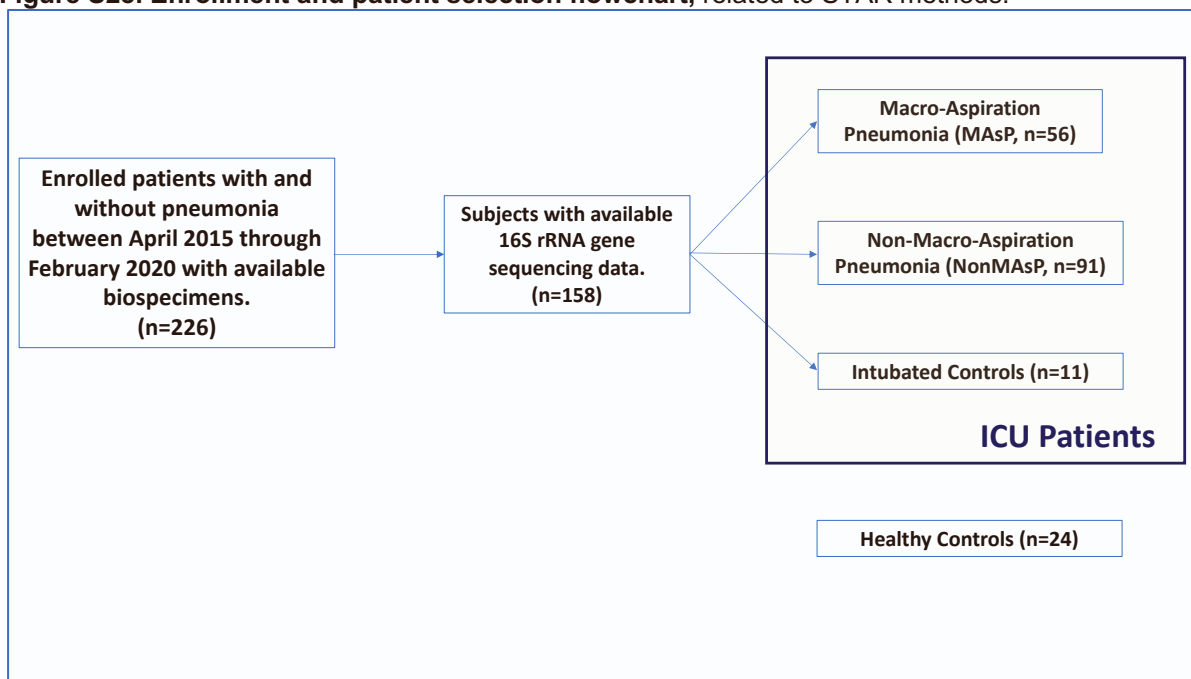 Figure S28. Enrollment and patient selection flowchart, related to STAR methods.
Enrolled patients with and
without pneumonia
between April 2015 through
February 2020 with available
biospecimens.
(n=226)
Subjects with available
16S rRNA gene
sequencing data.
(n=158)
Macro-Aspiration
Pneumonia (MAsP, n=56)
Non-Macro-Aspiration
Pneumonia (NonMAsP, n=91)
Intubated Controls (n=11)
ICU Patients
Healthy Controls (n=24)